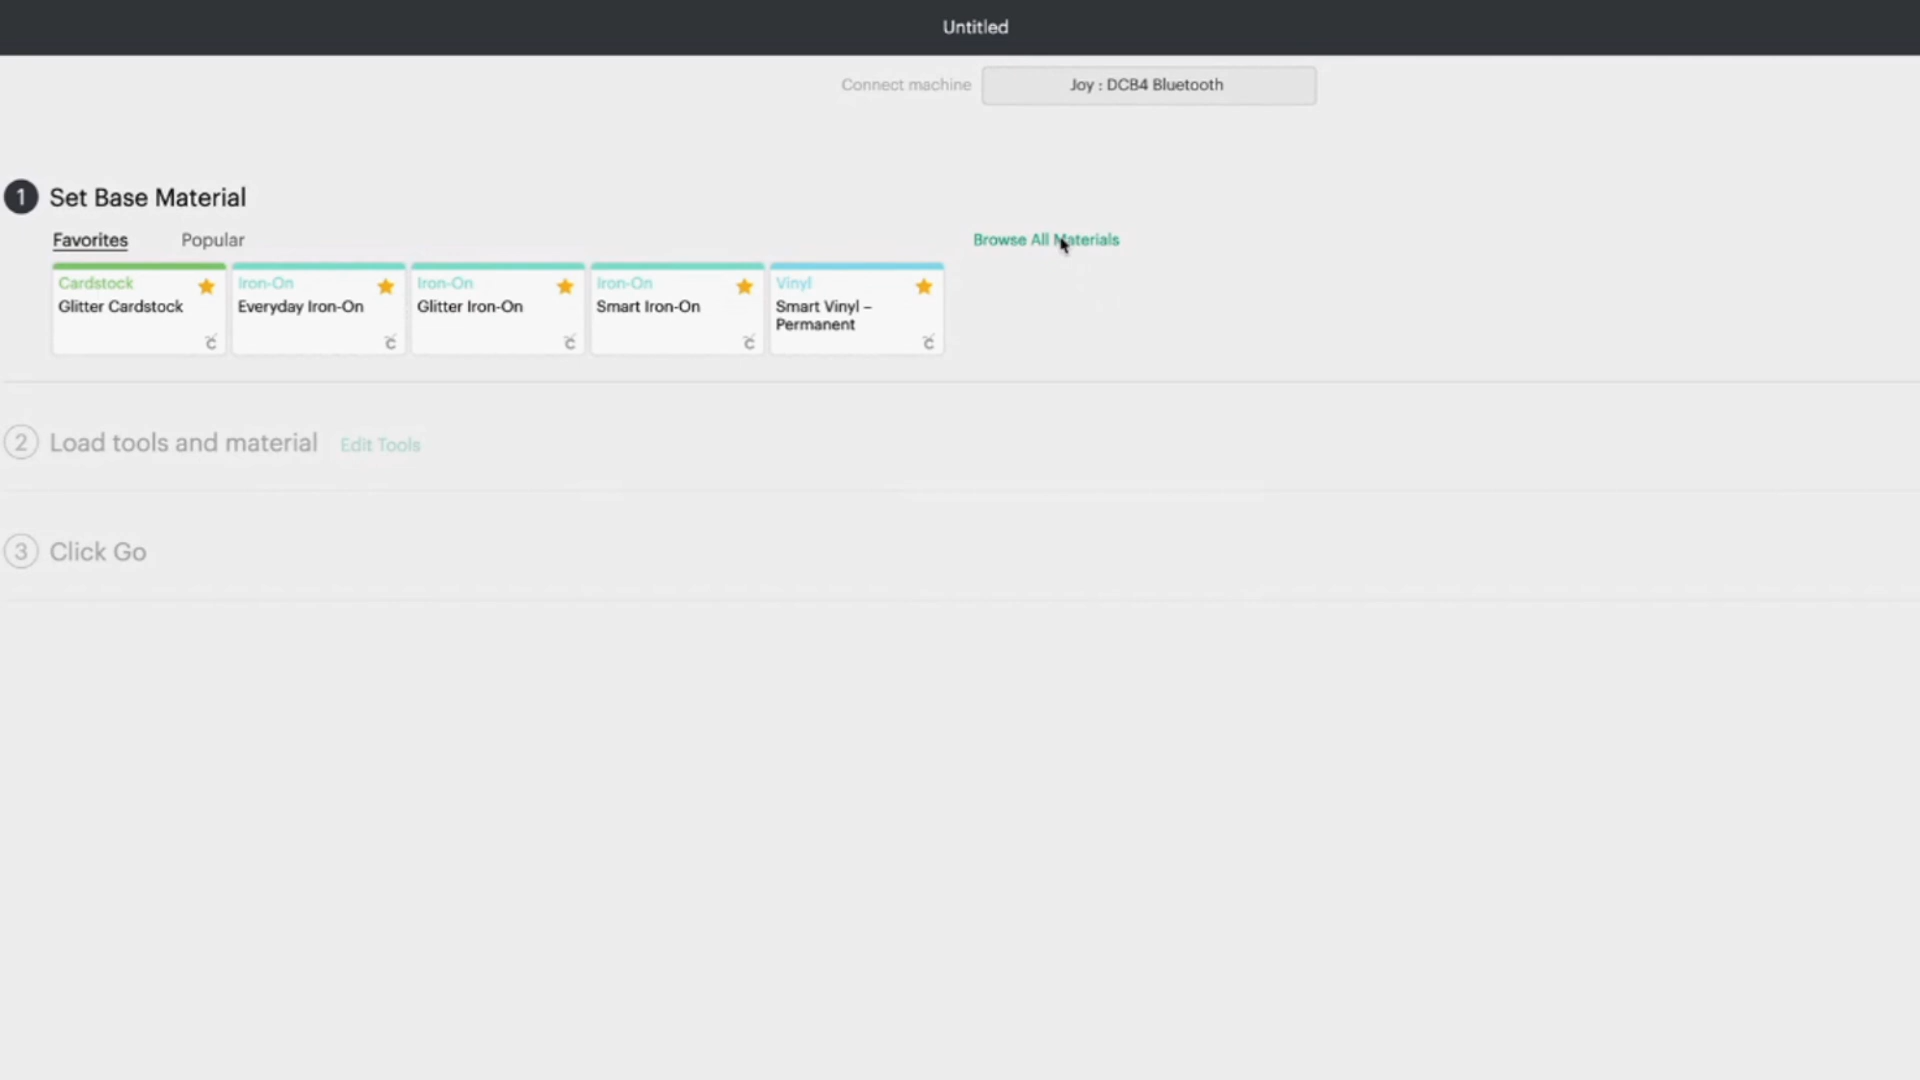 Untitled
Connect machine
Joy : DCB4 Bluetooth
1 Set Base Material
Favorites
Popular
Browse All Materials
Cardstock
Glitter Cardstock
Iron-On
Everyday Iron-On
Iron-On
Glitter Iron-On
Iron-On
Smart Iron-On
Vinyl
Smart Vinyl –
Permanent
2 Load tools and material
Edit Tools
3 Click Go